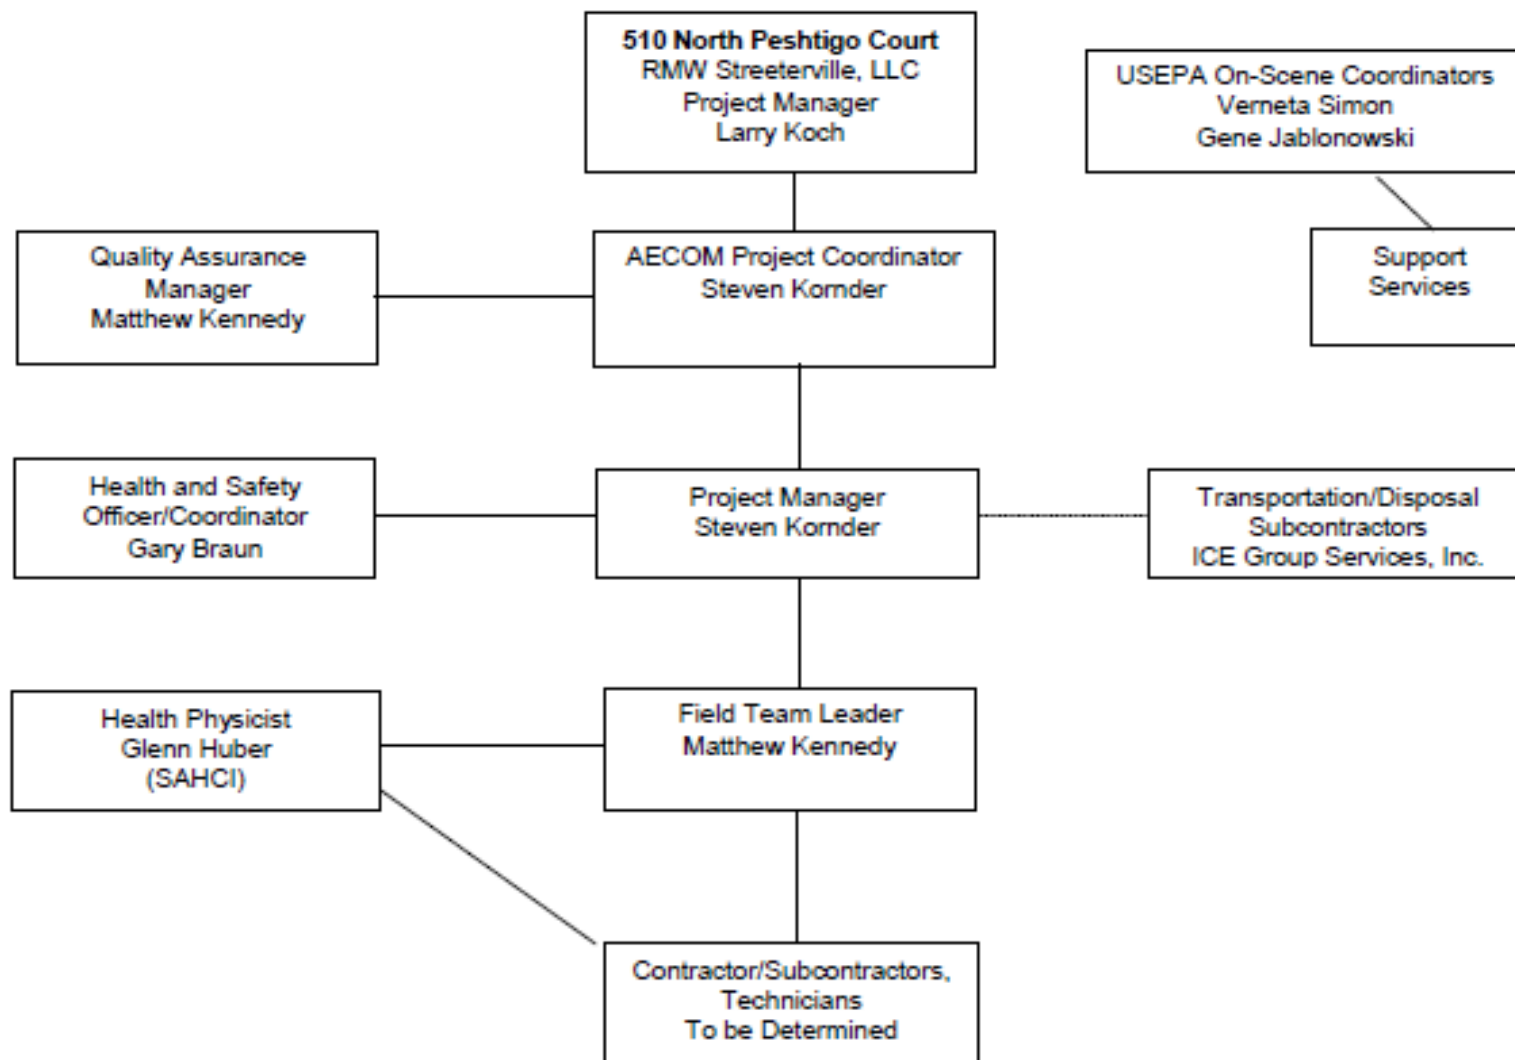 510 North Peshtigo Court
RMW Streeterville, LLC
Project Manager
Larry Koch
USEPA On-Scene Coordinators
Verneta Simon
Gene Jablonowski
Quality Assurance
Manager
Matthew Kennedy
AECOM Project Coordinator
Steven Kornder
Support
Services
Health and Safety
Officer/Coordinator
Gary Braun
Project Manager
Steven Kornder
Transportation/Disposal
Subcontractors
ICE Group Services, Inc.
Health Physicist
Glenn Huber
(SAHCI)
Field Team Leader
Matthew Kennedy
Contractor/Subcontractors,
Technicians
To be Determined